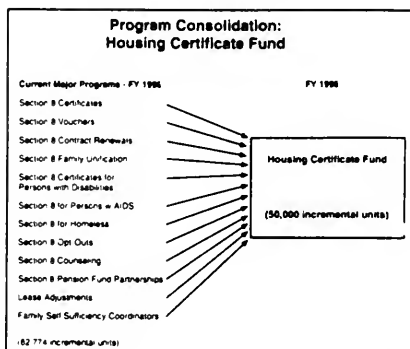 Program Consolidation:
Housing Certificate Fund
Current Major Programs - FY 1996
FY 1996
Section 8 Certificates
Section 8 Vouchers
Section 8 Contract Renewals
Section 8 Family Unification
Section 8 Certificates for
Persons with Disabilities
Section 8 for Persons w AIDS
Section 8 for Homeless
Section 8 Opt Outs
Section 8 Counseling
Section 8 Pension Fund Partnerships
Lease Adjustments
Family Self Sufficiency Coordinators
(82 774 incremental units)
Housing Certificate Fund
(50,000 incremental units)